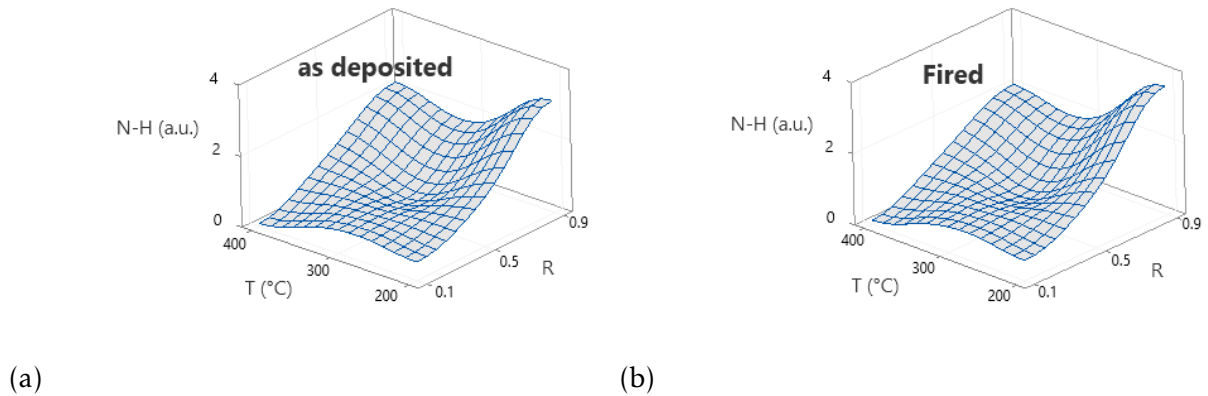 as deposited
4
N-H (a.u.)
2
0
400
300
T (°C)
200
0.1
0.5
R
0.9
(a)
Fired
4
N-H (a.u.)
2
0
400
300
T (°C)
200
0.1
0.5
R
0.9
(b)